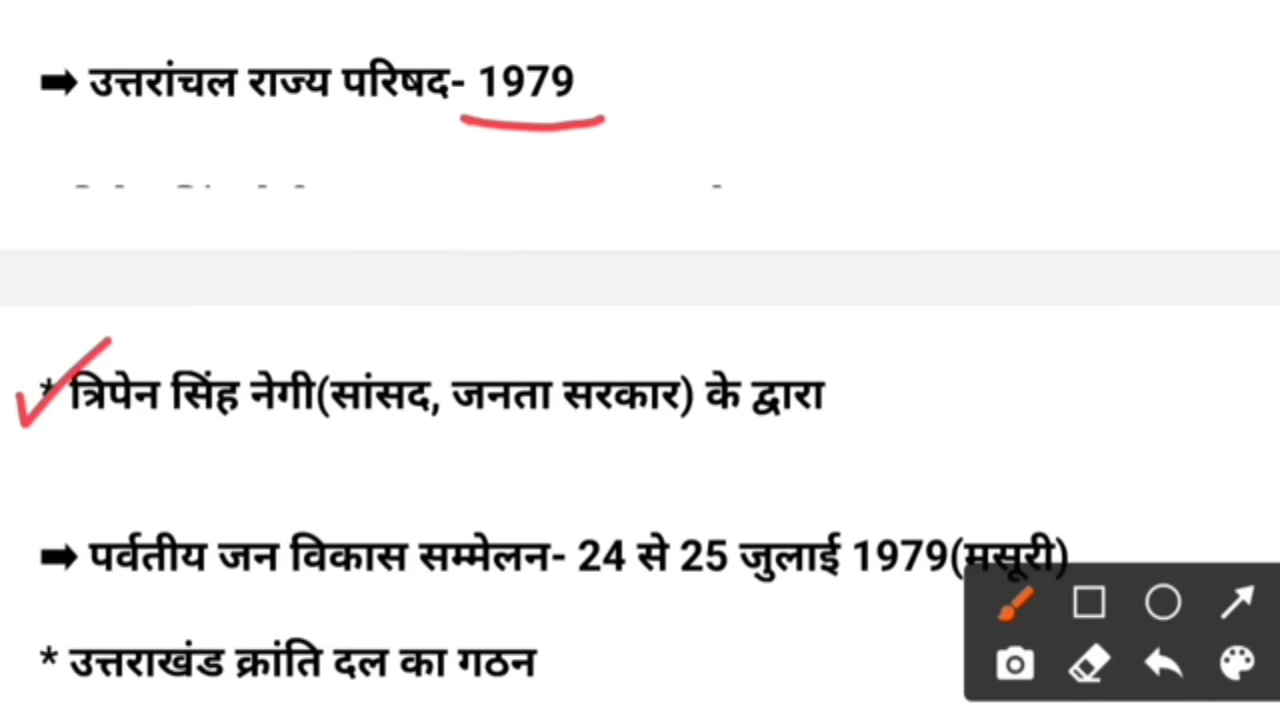 ➡ उत्तरांचल राज्य परिषद- 1979
* त्रिपेन सिंह नेगी(सांसद, जनता सरकार) के द्वारा
➡ पर्वतीय जन विकास सम्मेलन- 24 से 25 जुलाई 1979(मसूरी)
* उत्तराखंड क्रांति दल का गठन